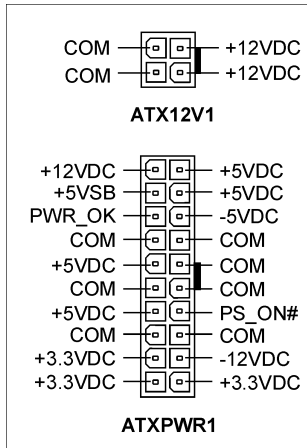 COM +12VDC
COM +12VDC
ATX12V1
+12VDC +5VDC
+5VSB +5VDC
PWR_OK -5VDC
COM COM
+5VDC COM
COM COM
+5VDC PS_ON#
COM COM
+3.3VDC -12VDC
+3.3VDC +3.3VDC
ATXPWR1